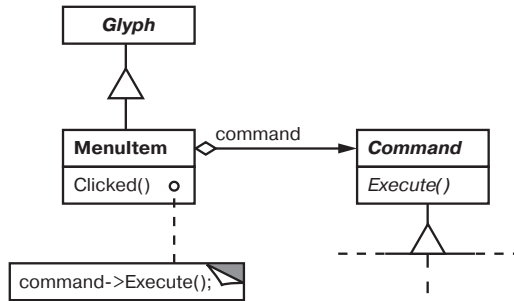 Glyph
command
MenuItem
Command
Clicked()
Execute()
command->Execute();